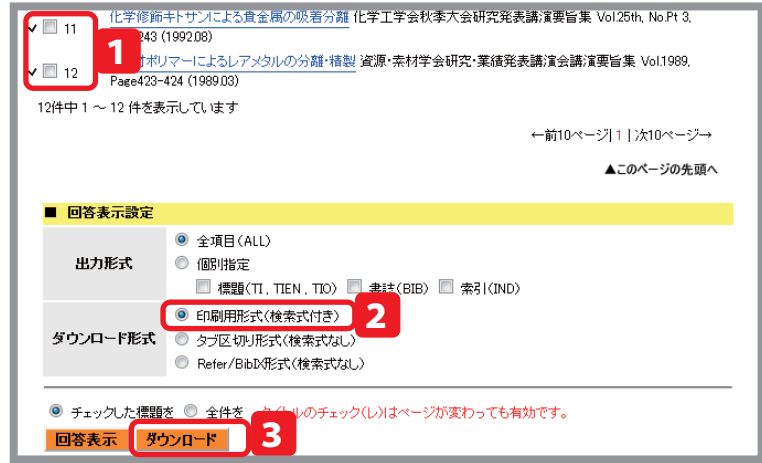 化学修飾キトサンによる貴金属の吸着分離 化学工学会秋季大会研究発表講演要旨集 Vol.25th, No.Pt 3,
11 243 (1992.08)
1
ポリマーによるレアメタルの分離・精製 資源・素材学会研究・業績発表講演会講演要旨集 Vol.1989,
12 Page423-424 (1989.03)
12件中 1 ～ 12 件を表示しています
←前10ページ| 1 | 次10ページ→
▲このページの先頭へ
■ 回答表示設定
出力形式
全項目(ALL)
個別指定
標題(TI , TIEN , TIO) 書誌(BIB) 索引(IND)
ダウンロード形式
印刷用形式(検索式付き) 2
タブ区切り形式(検索式なし)
Refer/BibIX形式(検索式なし)
チェックした標題を 全件を タイトルのチェック(レ)はページが変わっても有効です。
回答表示 ダウンロード 3